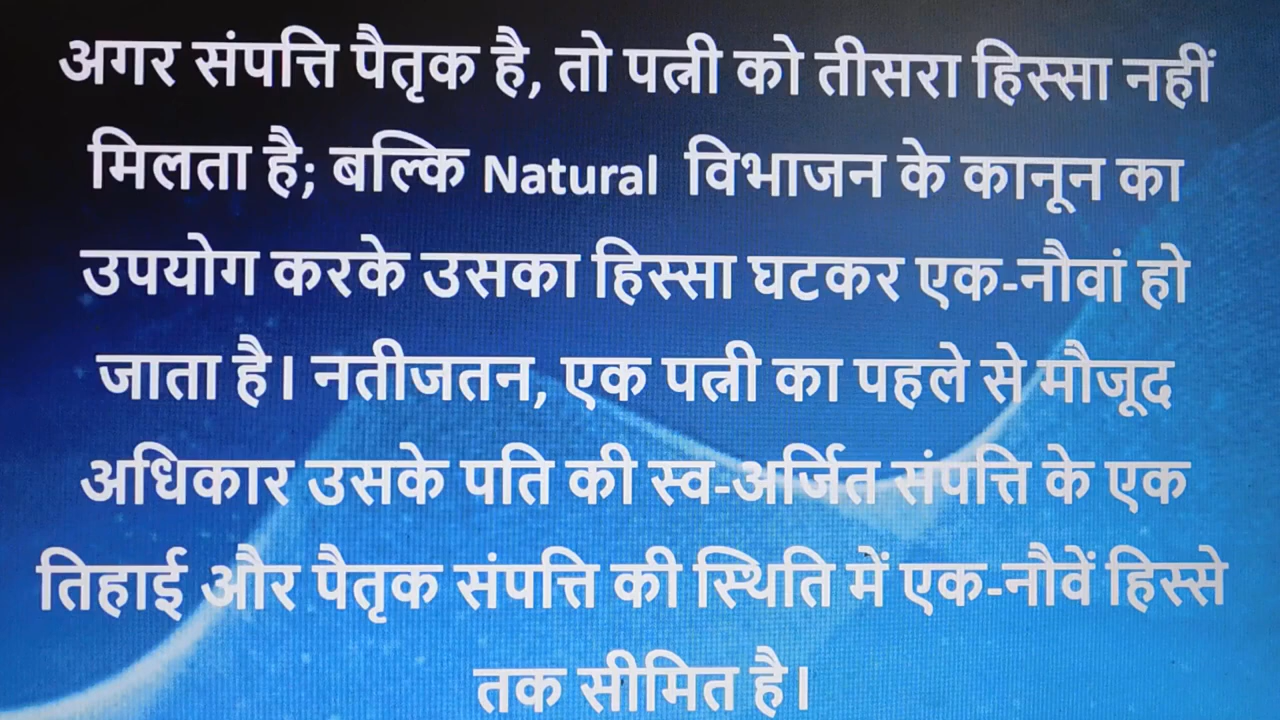 अगर संपत्ति पैतृक है, तो पत्नी को तीसरा हिस्सा नहीं
मिलता है; बल्कि Natural विभाजन के कानून का
उपयोग करके उसका हिस्सा घटकर एक-नौवां हो
जाता है। नतीजतन, एक पत्नी का पहले से मौजूद
अधिकार उसके पति की स्व-अर्जित संपत्ति के एक
तिहाई और पैतृक संपत्ति की स्थिति में एक-नौवें हिस्से
तक सीमित है।